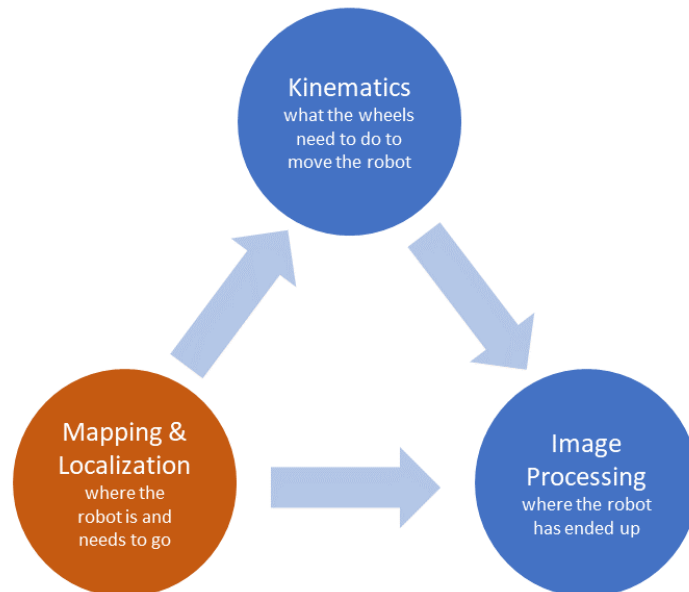 Kinematics
what the wheels
need to do to
move the robot
Mapping &
Localization
where the
robot is and
needs to go
Image
Processing
where the robot
has ended up